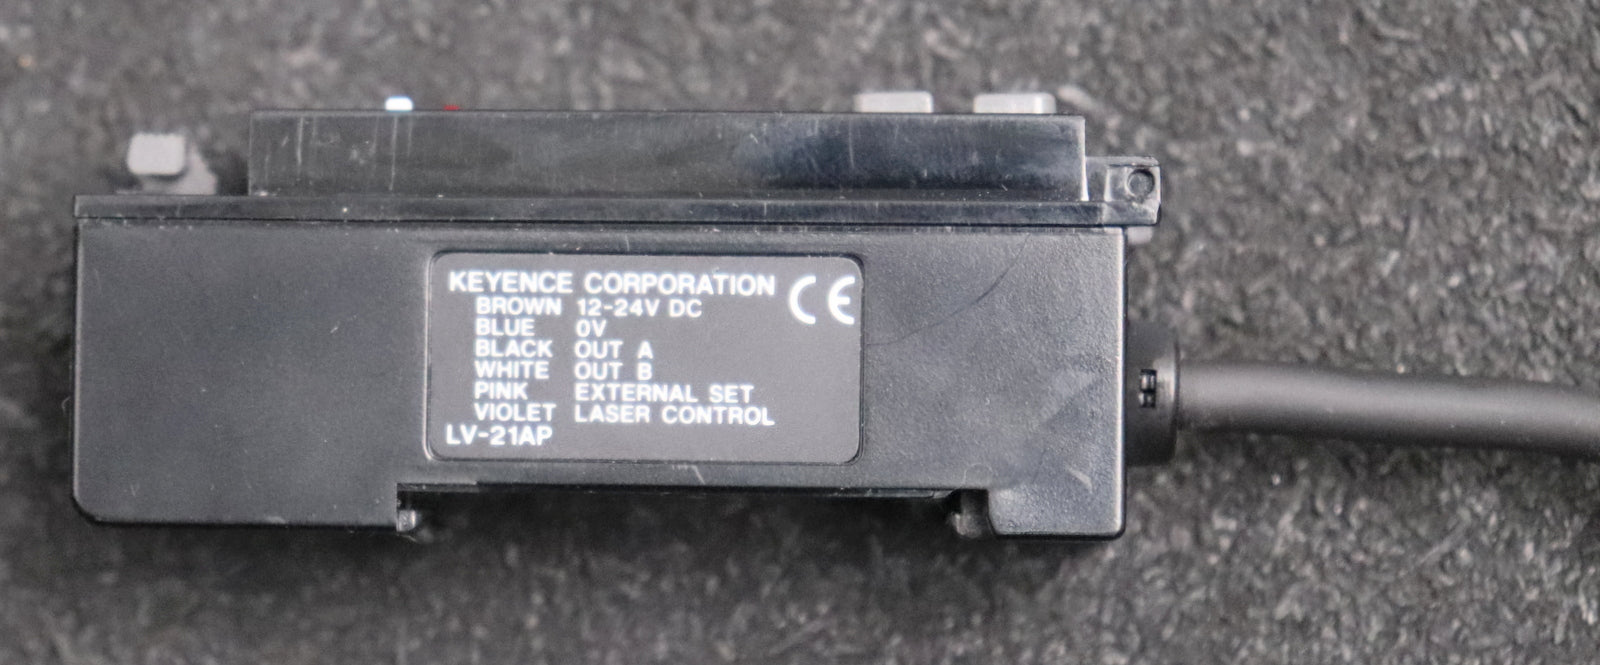 KEYENCE CORPORATION CE
BROWN 12-24V DC
BLUE 0V
BLACK OUT A
WHITE OUT B
PINK EXTERNAL SET
VIOLET LASER CONTROL
LV-21AP